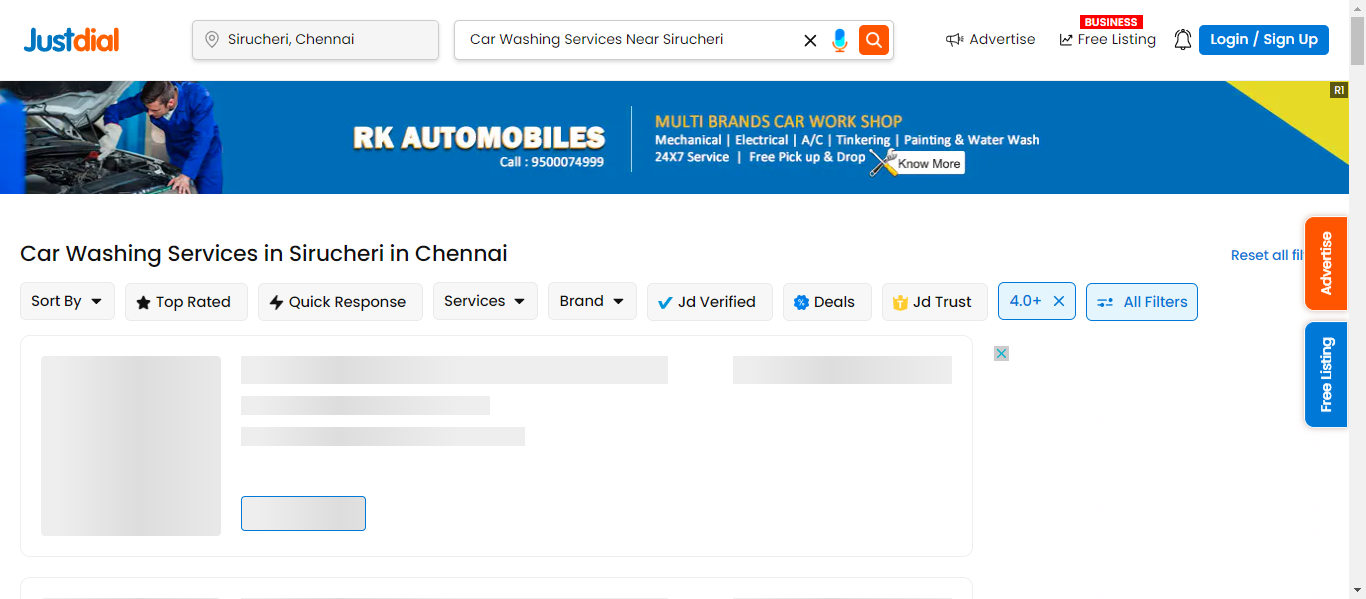 Justdial
Sirucheri, Chennai
Car Washing Services Near Sirucheri
Advertise
BUSINESS
Free Listing
Login / Sign Up
R1
RK AUTOMOBILES
Call : 9500074999
MULTI BRANDS CAR WORK SHOP
Mechanical | Electrical | A/C | Tinkering | Painting & Water Wash
24X7 Service | Free Pick up & Drop
Know More
Car Washing Services in Sirucheri in Chennai
Reset all fil
Advertise
Sort By
Top Rated
Quick Response
Services
Brand
Jd Verified
Deals
Jd Trust
4.0+
All Filters
Free Listing